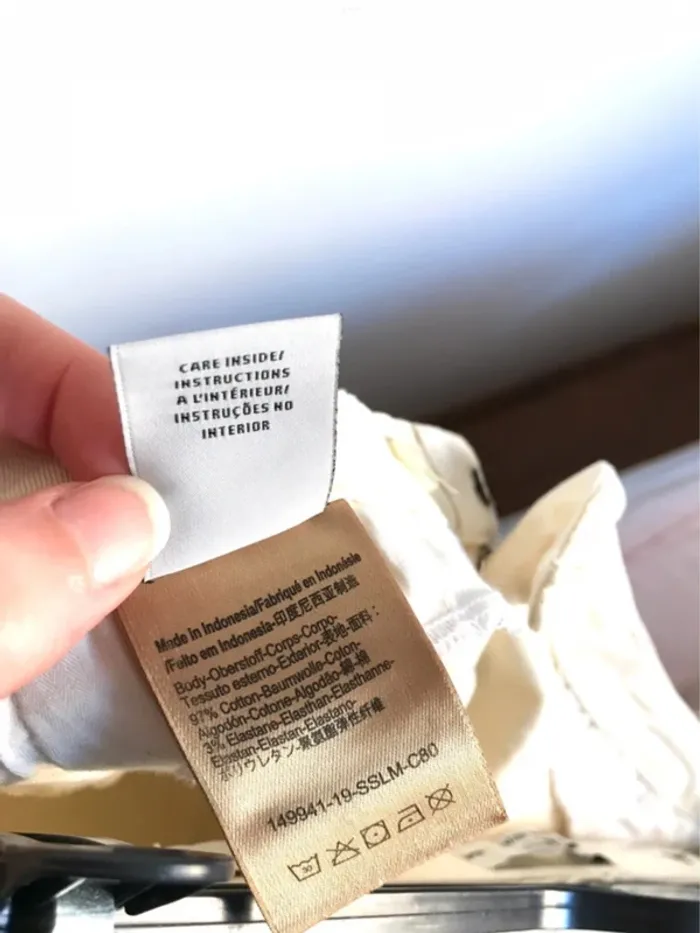 CARE INSIDE/
INSTRUCTIONS
A L'INTÉRIEUR/
INSTRUÇÕES NO
INTERIOR
Made in Indonesia/Fabriqué en Indonésie
/Feito em Indonesia-印度尼西亚制造
Body-Oberstoff-Corps-Corpo-
Tessuto esterno-Exterior-表地-面料:
97% Cotton-Baumwolle-Coton-
Algodón-Cotone-Algodão-綿-棉
3% Elastane-Elasthan-Elasthanne-
Elastan-Elastan-Elastano-
ポリウレタン-聚氨酯弹性纤维
149941-19-SSLM-C80
30